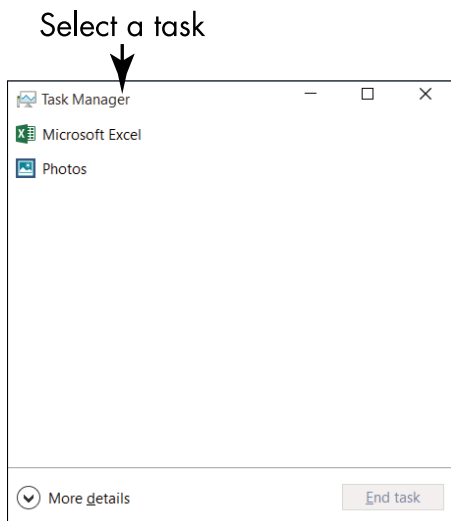 Select a task
Task Manager
Microsoft Excel
Photos
More details
End task